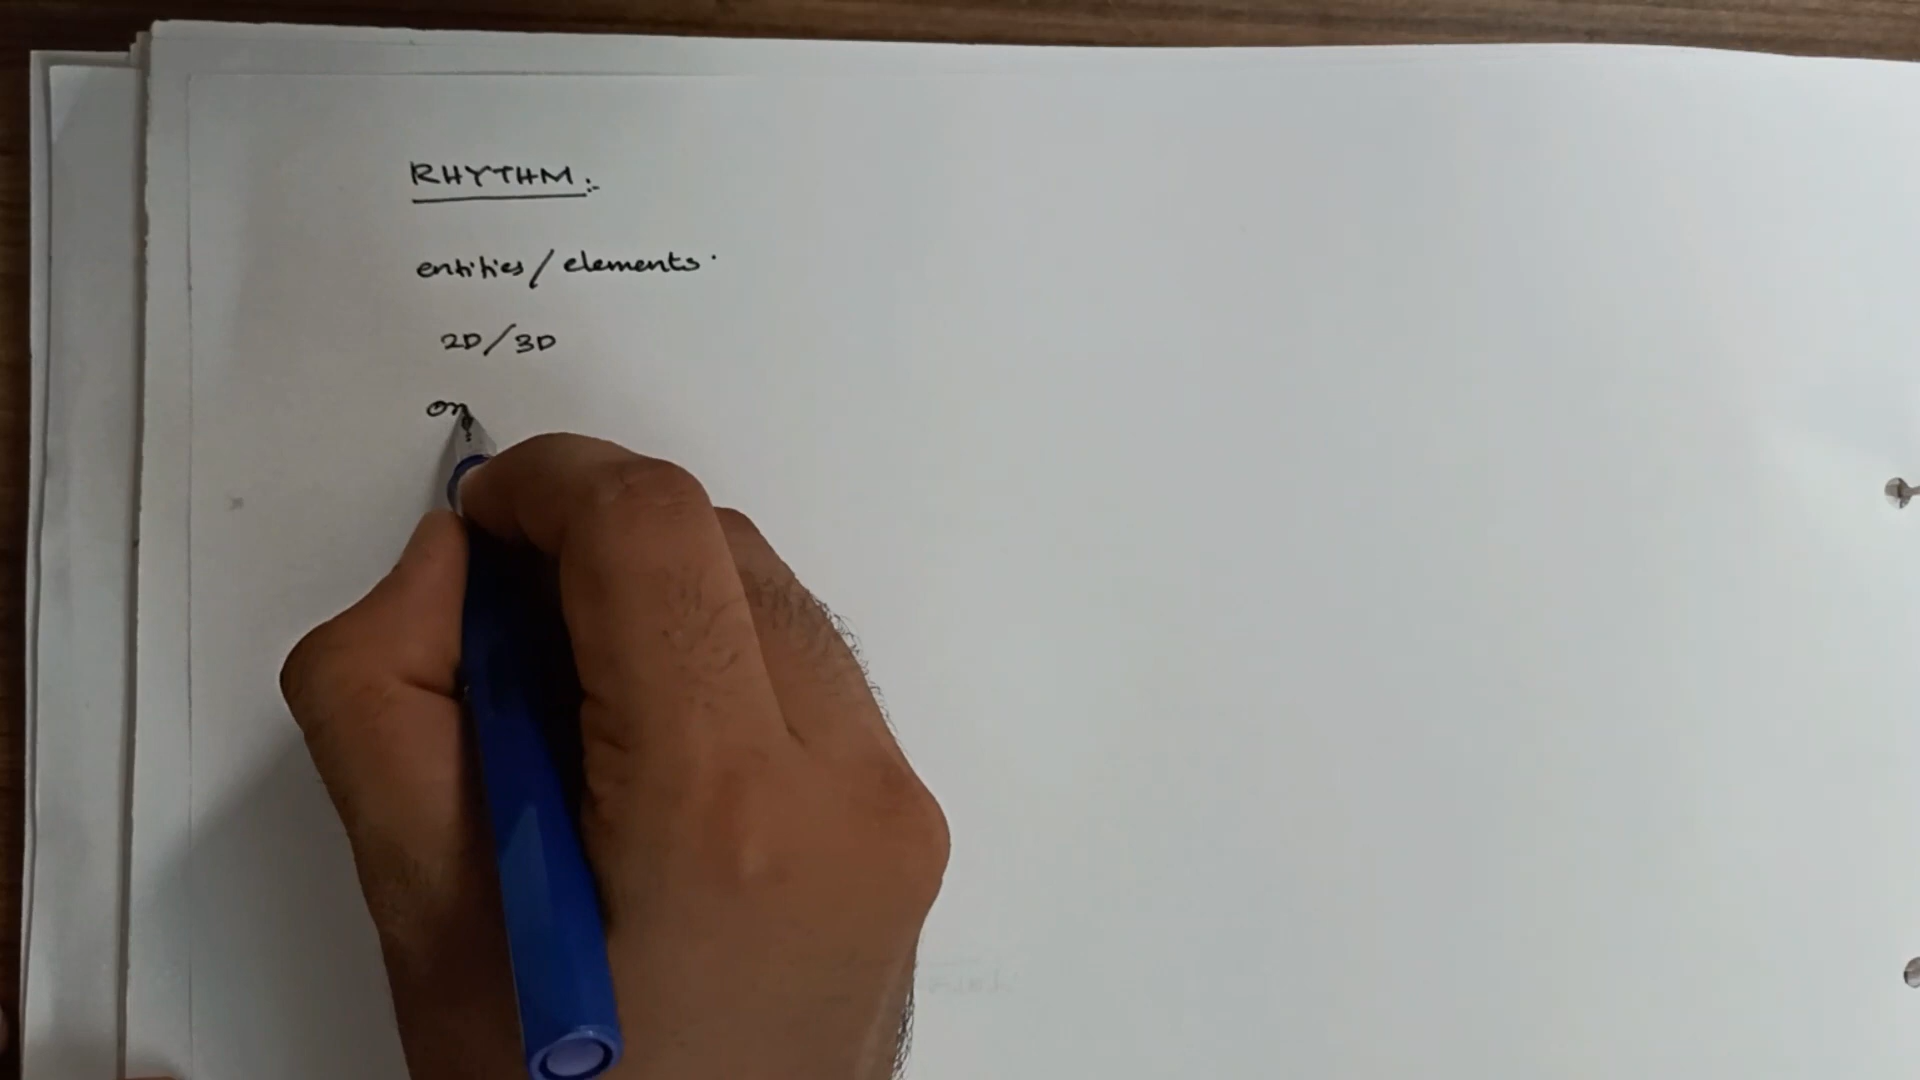 RHYTHM :-
entities / elements.
2D / 3D
on